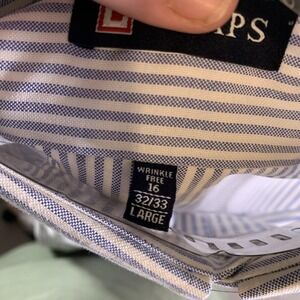 APS
WRINKLE
FREE
16
32/33
LARGE